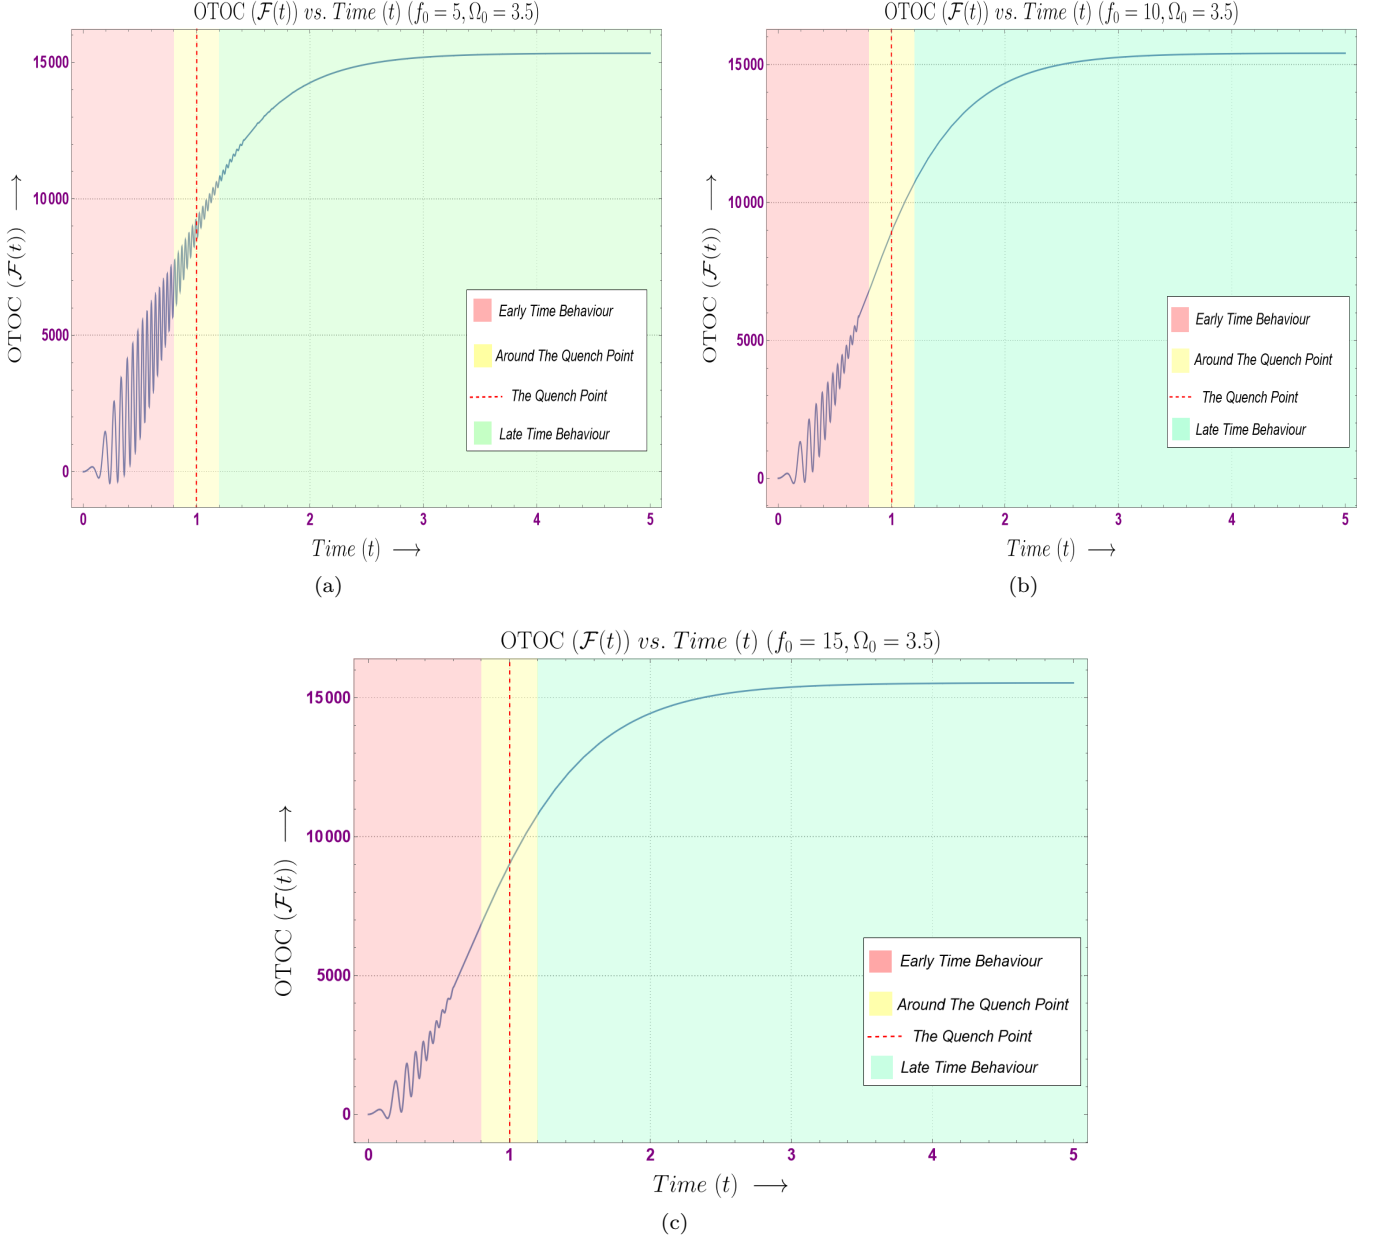 OTOC (ℱ(t)) vs. Time (t) (f₀ = 5, Ω₀ = 3.5)
15000
10000
5000
0
OTOC (ℱ(t)) ⟶
Early Time Behaviour
Around The Quench Point
The Quench Point
Late Time Behaviour
0 1 2 3 4 5
Time (t) ⟶
(a)
OTOC (ℱ(t)) vs. Time (t) (f₀ = 10, Ω₀ = 3.5)
15000
10000
5000
0
OTOC (ℱ(t)) ⟶
Early Time Behaviour
Around The Quench Point
The Quench Point
Late Time Behaviour
0 1 2 3 4 5
Time (t) ⟶
(b)
OTOC (ℱ(t)) vs. Time (t) (f₀ = 15, Ω₀ = 3.5)
15000
10000
5000
0
OTOC (ℱ(t)) ⟶
Early Time Behaviour
Around The Quench Point
The Quench Point
Late Time Behaviour
0 1 2 3 4 5
Time (t) ⟶
(c)